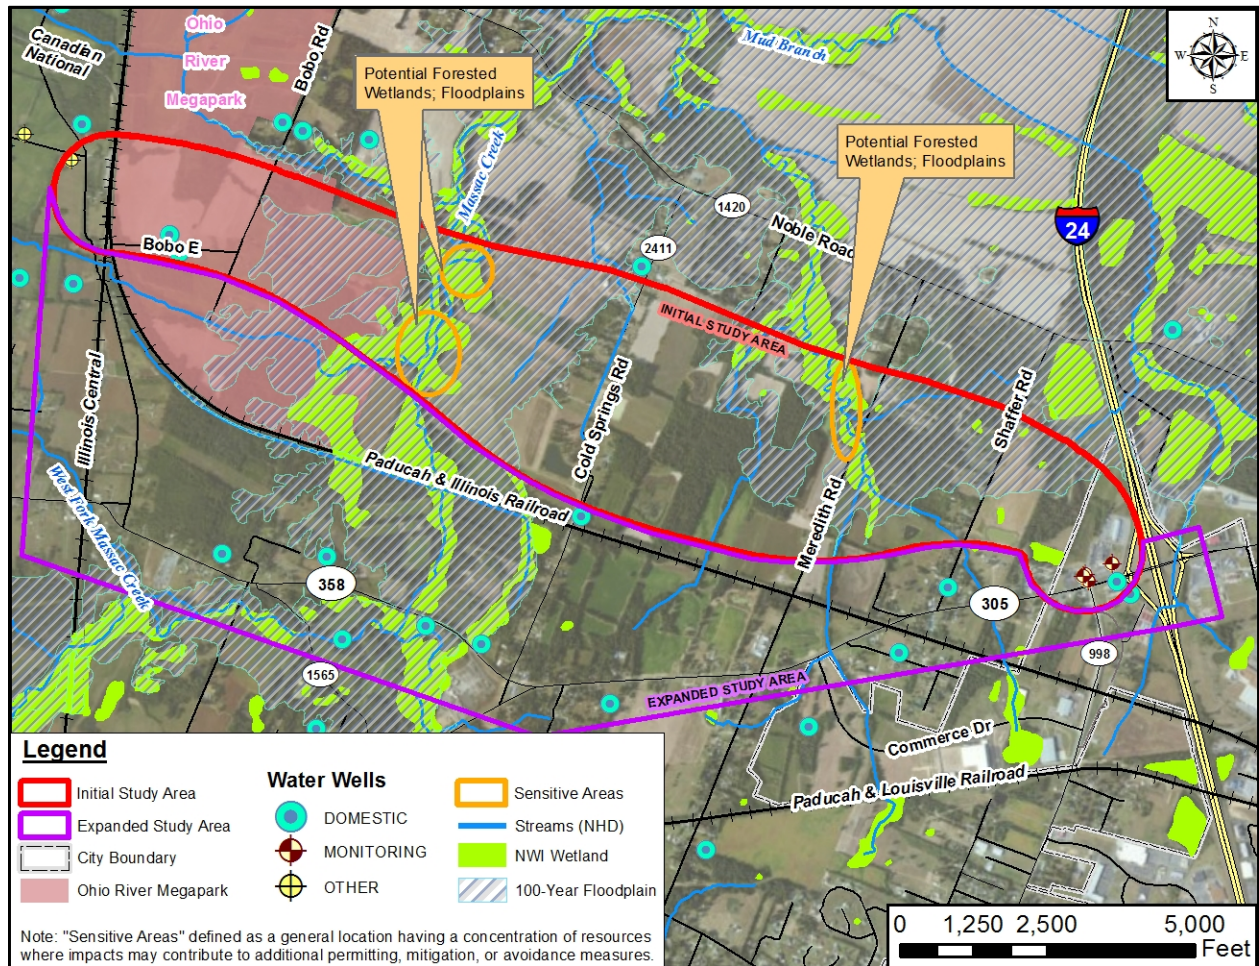 Ohio
River
Megapark
Canadian
National
Bobo Rd
Mud Branch
N
W E
S
Potential Forested
Wetlands; Floodplains
Potential Forested
Wetlands; Floodplains
Massac Creek
1420
Noble Road
24
2411
Bobo E
INITIAL STUDY AREA
Illinois Central
Cold Springs Rd
Shaffer Rd
Paducah & Illinois Railroad
Meredith Rd
West Fork Massac Creek
358
305
998
1565
EXPANDED STUDY AREA
Commerce Dr
Paducah & Louisville Railroad
Legend
Initial Study Area
Expanded Study Area
City Boundary
Ohio River Megapark
Water Wells
DOMESTIC
MONITORING
OTHER
Sensitive Areas
Streams (NHD)
NWI Wetland
100-Year Floodplain
Note: "Sensitive Areas" defined as a general location having a concentration of resources
where impacts may contribute to additional permitting, mitigation, or avoidance measures.
0 1,250 2,500 5,000
Feet